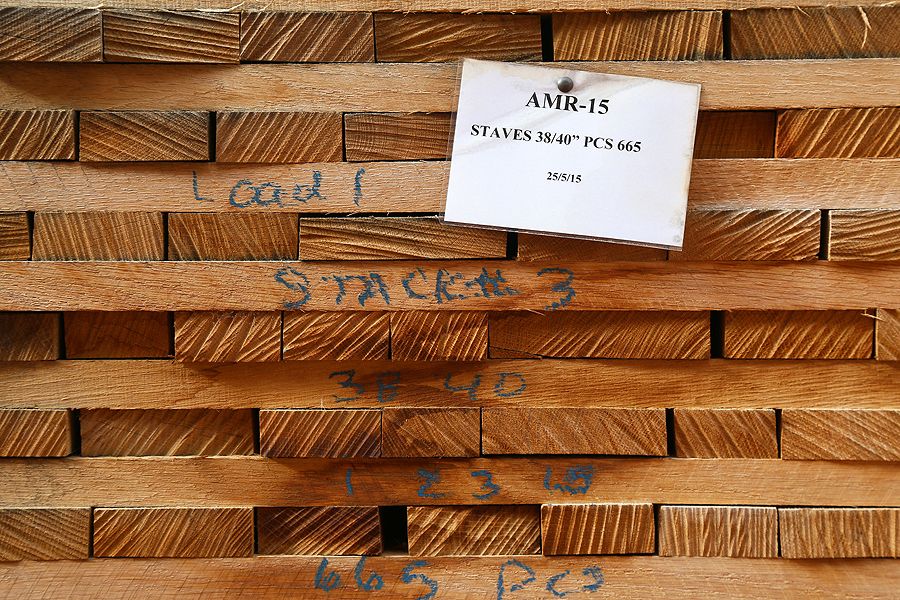 AMR-15
STAVES 38/40” PCS 665
25/5/15
Load 1
STACK # 3
38 40
1 2 3
665 Pcs